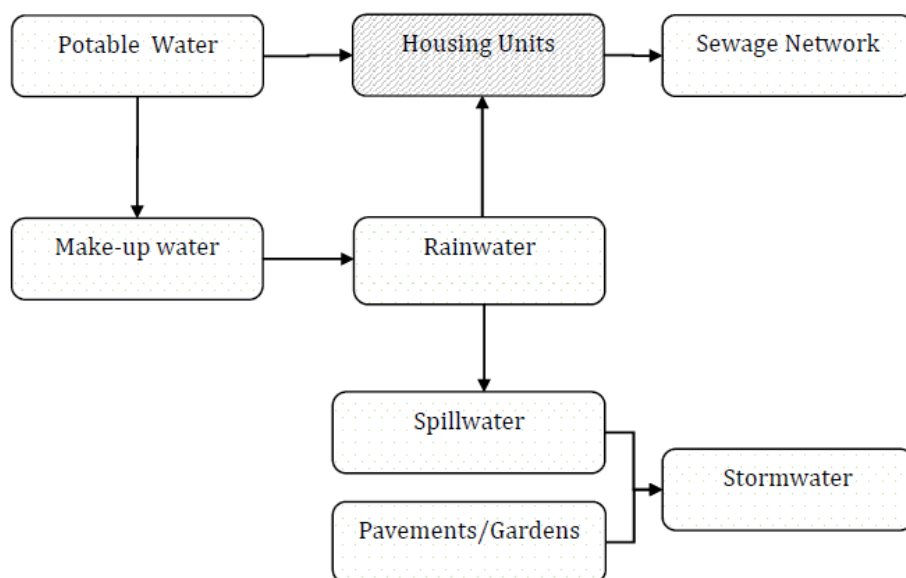 Potable Water
Housing Units
Sewage Network
Make-up water
Rainwater
Spillwater
Stormwater
Pavements/Gardens